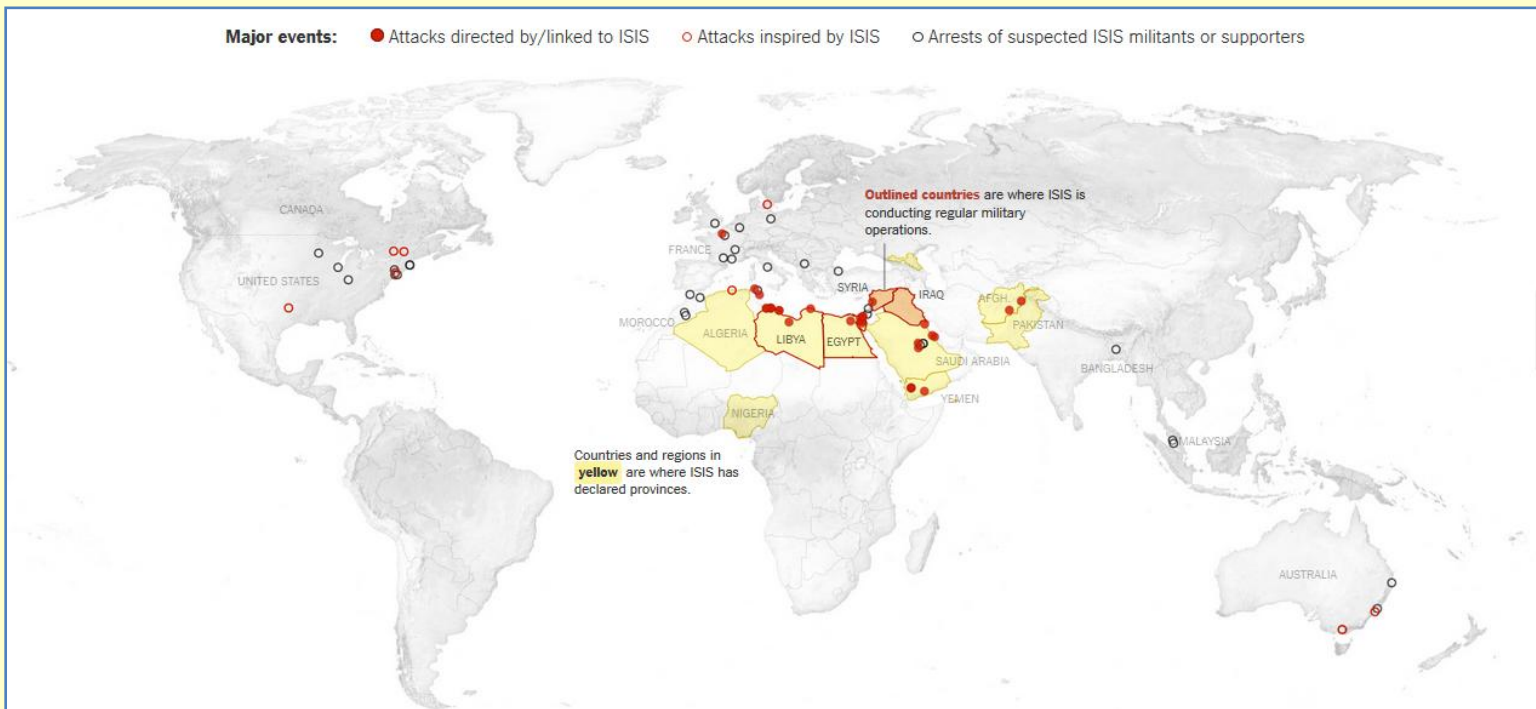 Major events: Attacks directed by/linked to ISIS Attacks inspired by ISIS Arrests of suspected ISIS militants or supporters
Outlined countries are where ISIS is
conducting regular military
operations.
CANADA
FRANCE
UNITED STATES
SYRIA
IRAQ
AFGH.
MOROCCO
ALGERIA
LIBYA
EGYPT
PAKISTAN
SAUDI ARABIA
BANGLADESH
YEMEN
NIGERIA
MALAYSIA
Countries and regions in
yellow are where ISIS has
declared provinces.
AUSTRALIA